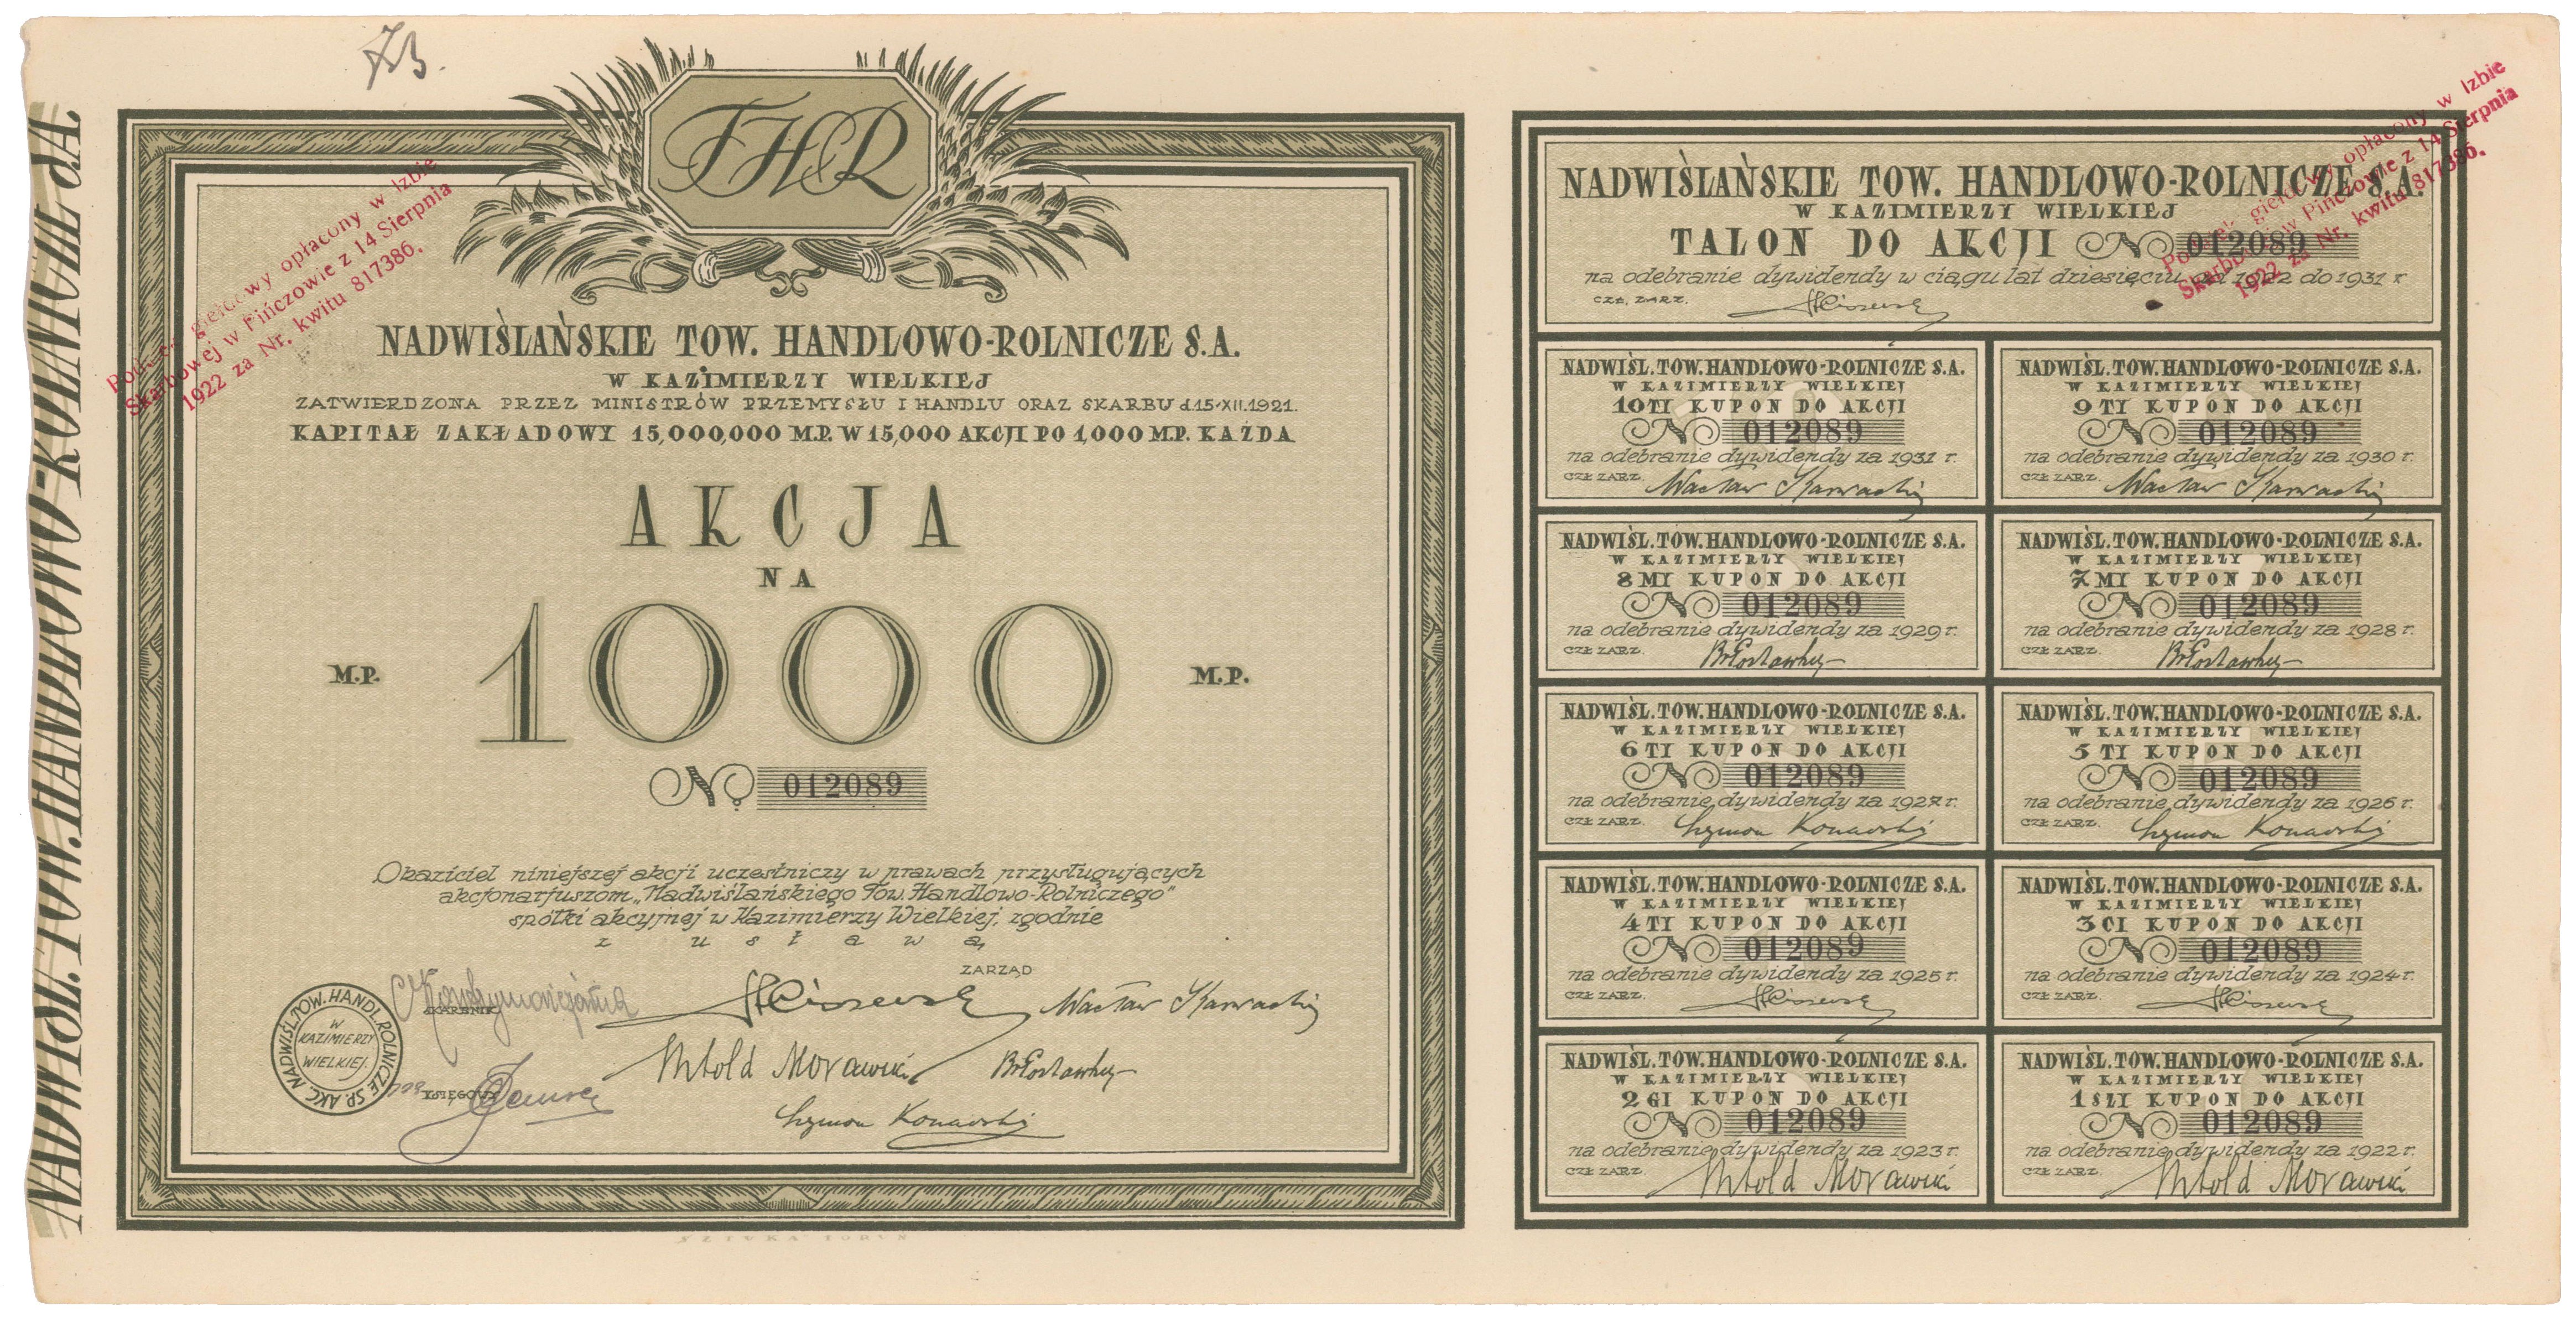 NADWIŚL. TOW. HANDLOWO-ROLNICZE S.A.
THR
Podatek giełdowy opłacony w Izbie
Skarbowej w Pińczowie z 14 Sierpnia
1922 za Nr. kwitu 817386.
NADWIŚLAŃSKIE TOW. HANDLOWO-ROLNICZE S.A.
W KAZIMIERZY WIELKIEJ
ZATWIERDZONA PRZEZ MINISTRÓW PRZEMYSŁU I HANDLU ORAZ SKARBU d.15-XII.1921.
KAPITAŁ ZAKŁADOWY 15,000,000 M.P. W 15,000 AKCJI PO 1,000 M.P. KAŻDA
AKCJA
NA
M.P. 1000 M.P.
No 012089
Okaziciel niniejszej akcji uczestniczy w prawach przysługujących
akcjonarjuszom „Nadwiślańskiego Tow. Handlowo-Rolniczego"
spółki akcyjnej w Kazimierzy Wielkiej, zgodnie
z ustawą
ZARZĄD
SKARBNIK
Wacław
Witold Morawski
KSIĘGOWY
Szymon Konarski
NADWIŚL. TOW. HANDL. ROLNICZE SP. AKC.
W
KAZIMIERZY
WIELKIEJ.
SZTUKA TORUŃ
NADWIŚLAŃSKIE TOW. HANDLOWO-ROLNICZE S.A.
W KAZIMIERZY WIELKIEJ
TALON DO AKCJI No 012089
na odebranie dywidendy w ciągu lat dziesięciu od 1922 do 1931 r
CZŁ. ZARZ.
Podatek giełdowy opłacony w Izbie
Skarbowej w Pińczowie z 14 Sierpnia
1922 za Nr. kwitu 817386.
NADWIŚL. TOW. HANDLOWO-ROLNICZE S.A.
W KAZIMIERZY WIELKIEJ
10TY KUPON DO AKCJI
No 012089
na odebranie dywidendy za 1931 r.
CZŁ ZARZ. Wacław
NADWIŚL. TOW. HANDLOWO-ROLNICZE S.A.
W KAZIMIERZY WIELKIEJ
9TY KUPON DO AKCJI
No 012089
na odebranie dywidendy za 1930 r.
CZŁ ZARZ. Wacław
NADWIŚL. TOW. HANDLOWO-ROLNICZE S.A.
W KAZIMIERZY WIELKIEJ
8MY KUPON DO AKCJI
No 012089
na odebranie dywidendy za 1929 r.
CZŁ ZARZ.
NADWIŚL. TOW. HANDLOWO-ROLNICZE S.A.
W KAZIMIERZY WIELKIEJ
7MY KUPON DO AKCJI
No 012089
na odebranie dywidendy za 1928 r.
CZŁ ZARZ.
NADWIŚL. TOW. HANDLOWO-ROLNICZE S.A.
W KAZIMIERZY WIELKIEJ
6TY KUPON DO AKCJI
No 012089
na odebranie dywidendy za 1927 r.
CZŁ ZARZ. Szymon Konarski
NADWIŚL. TOW. HANDLOWO-ROLNICZE S.A.
W KAZIMIERZY WIELKIEJ
5TY KUPON DO AKCJI
No 012089
na odebranie dywidendy za 1926 r.
CZŁ ZARZ. Szymon Konarski
NADWIŚL. TOW. HANDLOWO-ROLNICZE S.A.
W KAZIMIERZY WIELKIEJ
4TY KUPON DO AKCJI
No 012089
na odebranie dywidendy za 1925 r.
CZŁ ZARZ.
NADWIŚL. TOW. HANDLOWO-ROLNICZE S.A.
W KAZIMIERZY WIELKIEJ
3CI KUPON DO AKCJI
No 012089
na odebranie dywidendy za 1924 r.
CZŁ ZARZ.
NADWIŚL. TOW. HANDLOWO-ROLNICZE S.A.
W KAZIMIERZY WIELKIEJ
2GI KUPON DO AKCJI
No 012089
na odebranie dywidendy za 1923 r.
CZŁ ZARZ. Witold Morawski
NADWIŚL. TOW. HANDLOWO-ROLNICZE S.A.
W KAZIMIERZY WIELKIEJ
1SZY KUPON DO AKCJI
No 012089
na odebranie dywidendy za 1922 r.
CZŁ ZARZ. Witold Morawski